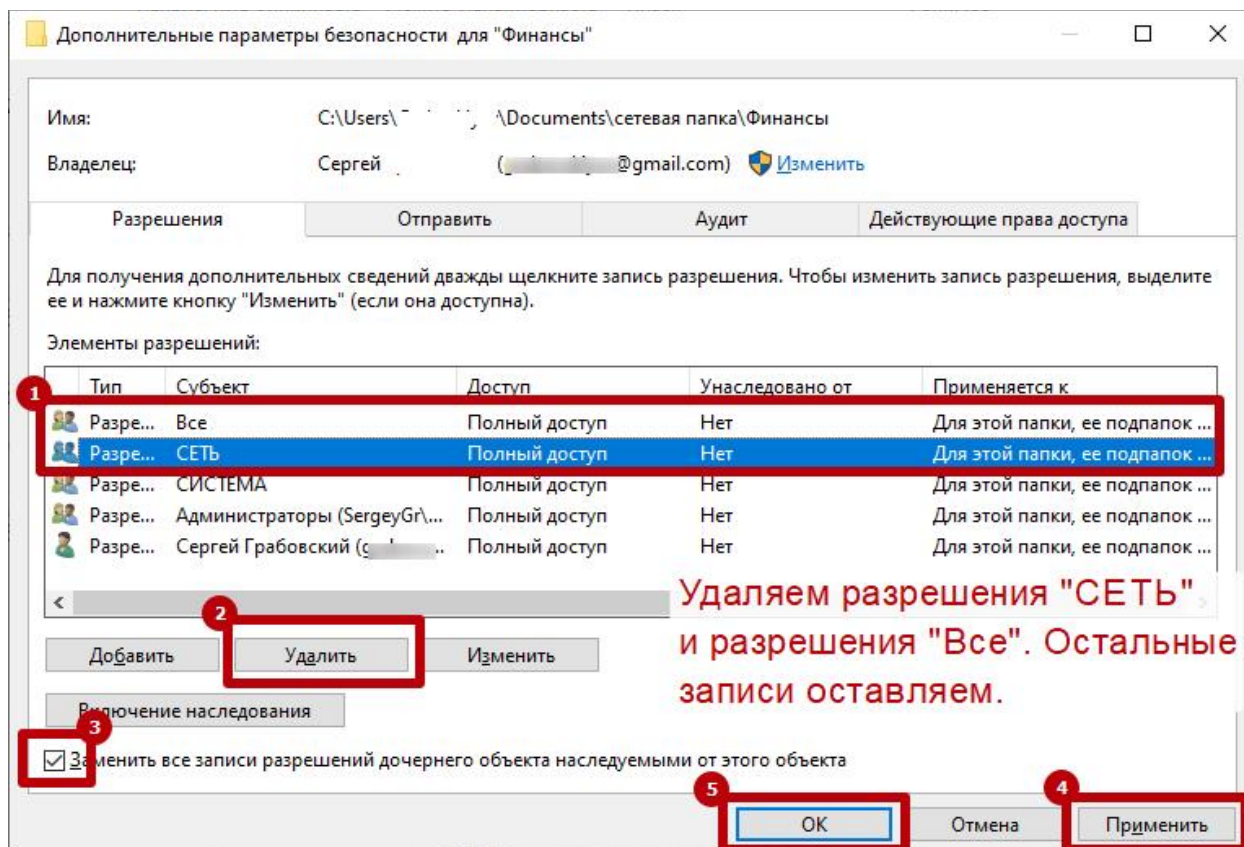 Дополнительные параметры безопасности для "Финансы"
Имя: C:\Users\ \Documents\сетевая папка\Финансы
Владелец: Сергей ( @gmail.com) Изменить
Разрешения Отправить Аудит Действующие права доступа
Для получения дополнительных сведений дважды щелкните запись разрешения. Чтобы изменить запись разрешения, выделите
ее и нажмите кнопку "Изменить" (если она доступна).
Элементы разрешений:
1
Тип Субъект Доступ Унаследовано от Применяется к
Разре... Все Полный доступ Нет Для этой папки, ее подпапок ...
Разре... СЕТЬ Полный доступ Нет Для этой папки, ее подпапок ...
Разре... СИСТЕМА Полный доступ Нет Для этой папки, ее подпапок ...
Разре... Администраторы (SergeyGr\... Полный доступ Нет Для этой папки, ее подпапок ...
Разре... Сергей Грабовский ( ... Полный доступ Нет Для этой папки, ее подпапок ...
Удаляем разрешения "СЕТЬ"
и разрешения "Все". Остальные
записи оставляем.
2
Добавить Удалить Изменить
Включение наследования
3
Заменить все записи разрешений дочернего объекта наследуемыми от этого объекта
5 4
ОК Отмена Применить